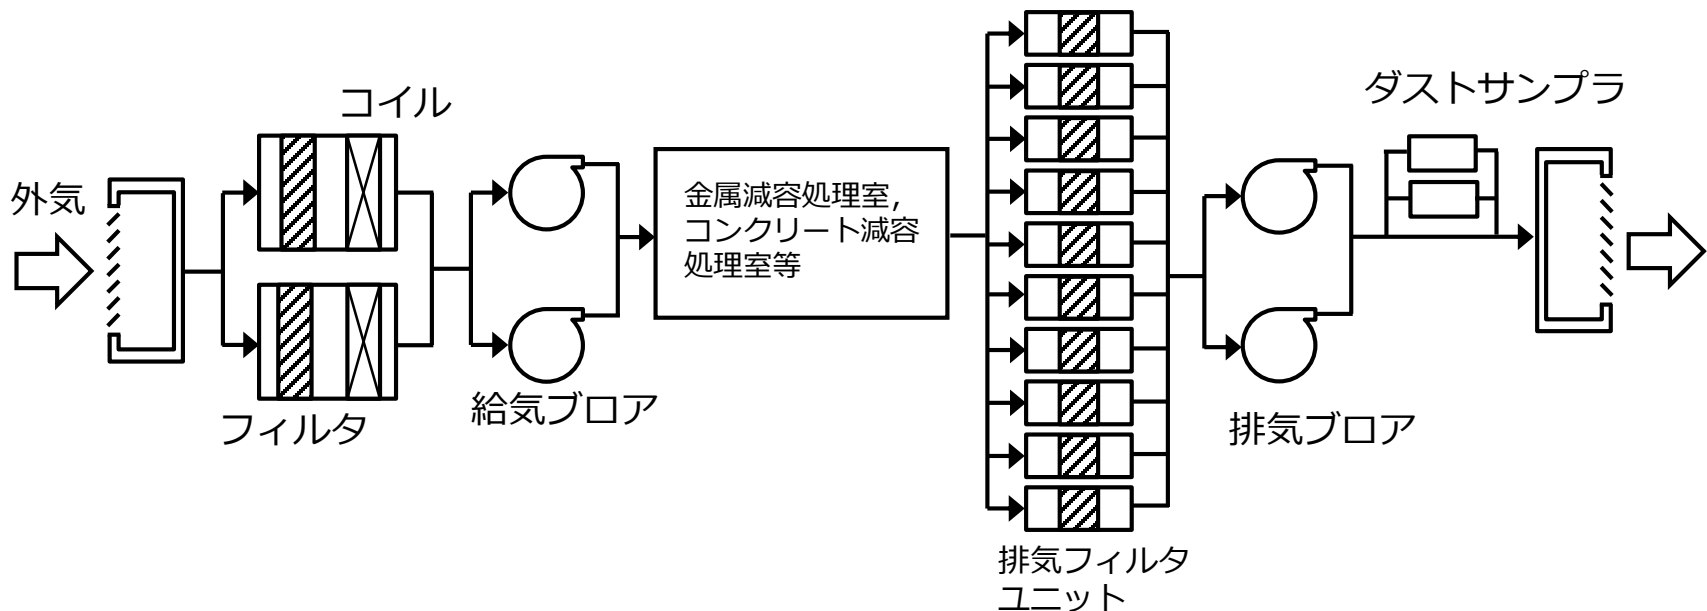 外気
コイル
フィルタ
給気ブロア
金属減容処理室,
コンクリート減容
処理室等
排気フィルタ
ユニット
排気ブロア
ダストサンプラ